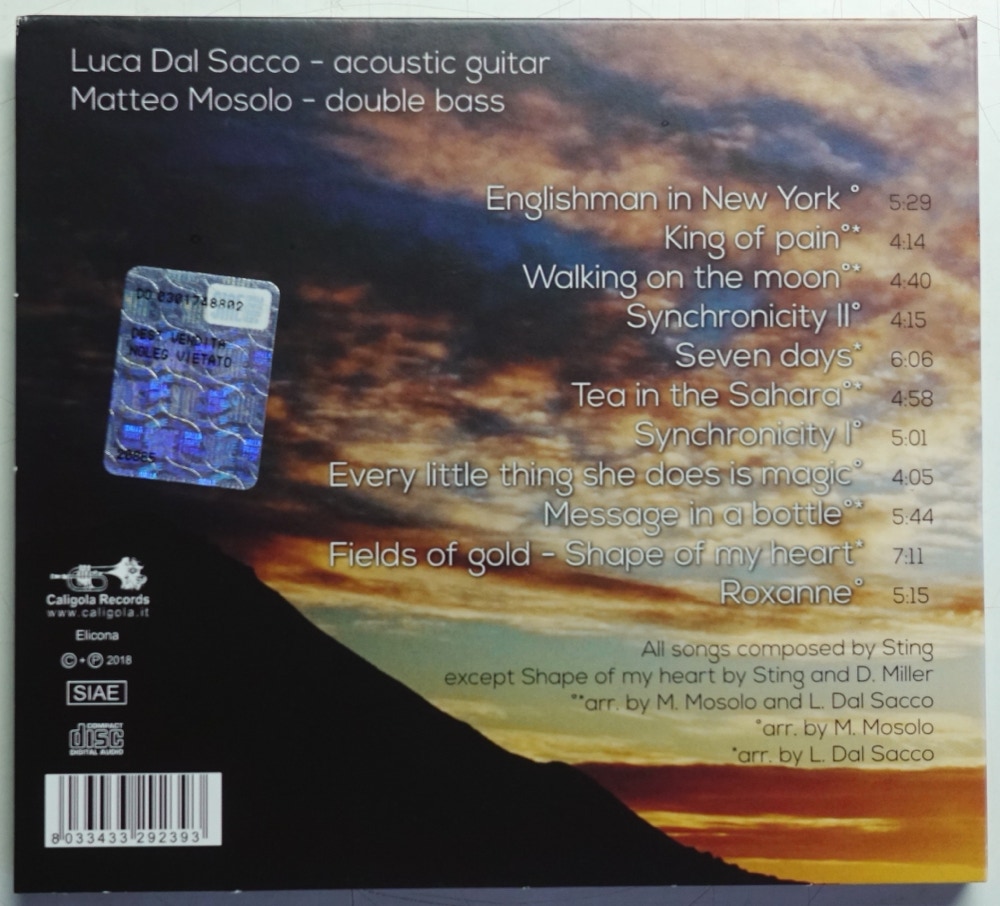 Luca Dal Sacco - acoustic guitar
Matteo Mosolo - double bass
Englishman in New York ° 5:29
King of pain°* 4:14
Walking on the moon°* 4:40
Synchronicity II° 4:15
Seven days* 6:06
Tea in the Sahara°* 4:58
Synchronicity I° 5:01
Every little thing she does is magic° 4:05
Message in a bottle°* 5:44
Fields of gold - Shape of my heart* 7:11
Roxanne° 5:15
All songs composed by Sting
except Shape of my heart by Sting and D. Miller
°*arr. by M. Mosolo and L. Dal Sacco
°arr. by M. Mosolo
*arr. by L. Dal Sacco
DQ 0301748802
DEST VENDITA
NOLEG.VIETATO
Caligola Records
www.caligola.it
Elicona
©+℗ 2018
SIAE
COMPACT
disc
DIGITAL AUDIO
8 033433 292393